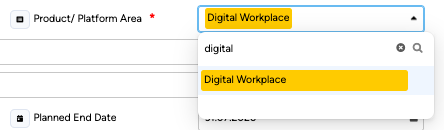 Product/ Platform Area * Digital Workplace
digital
Digital Workplace
Planned End Date